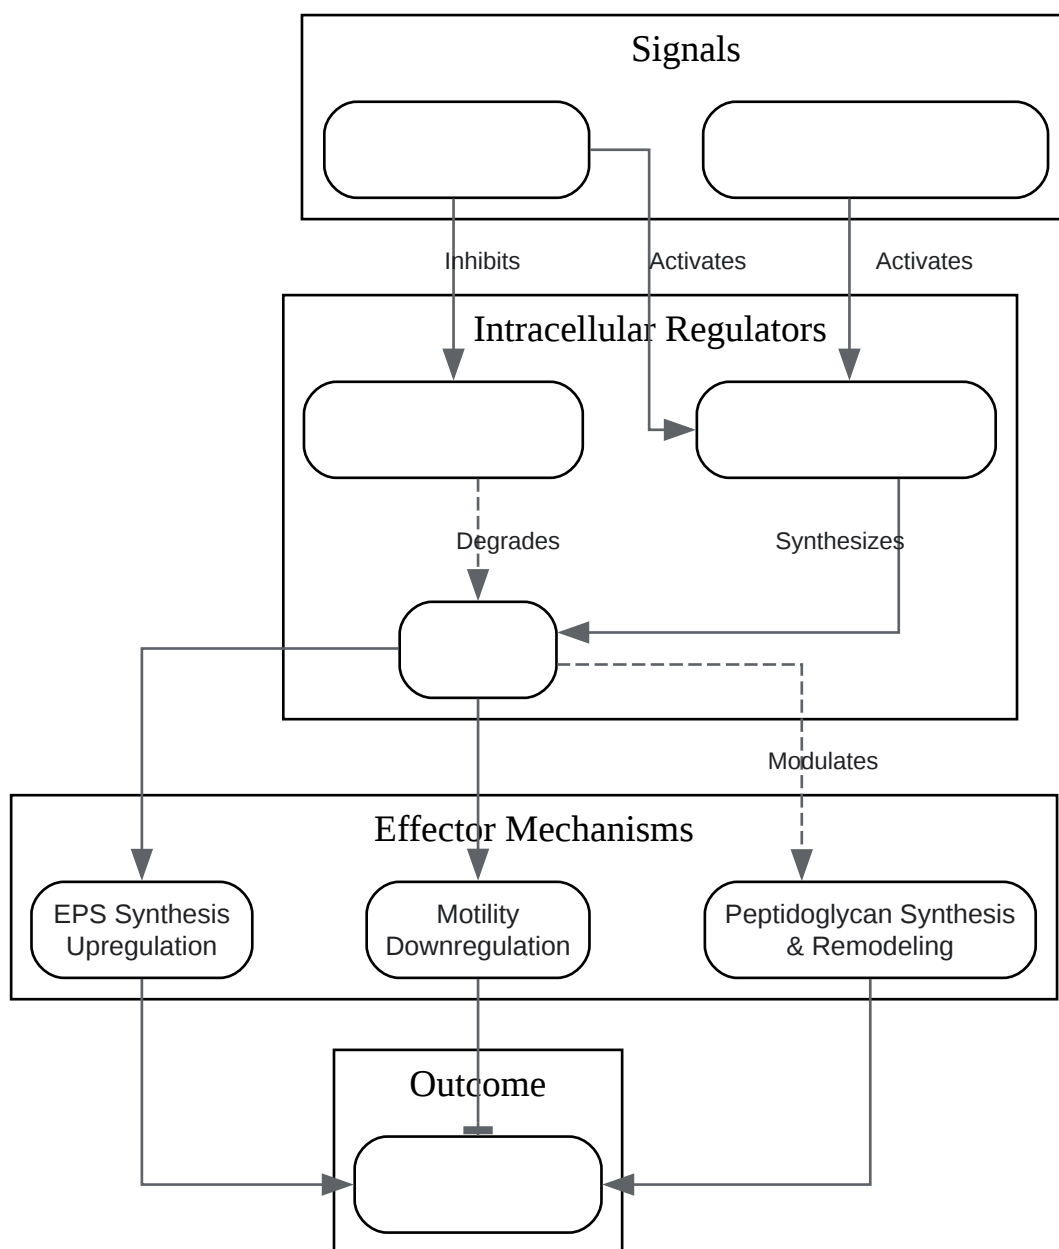 Signals
Inhibits
Activates
Activates
Intracellular Regulators
Degrades
Synthesizes
Modulates
Effector Mechanisms
EPS Synthesis
Upregulation
Motility
Downregulation
Peptidoglycan Synthesis
& Remodeling
Outcome